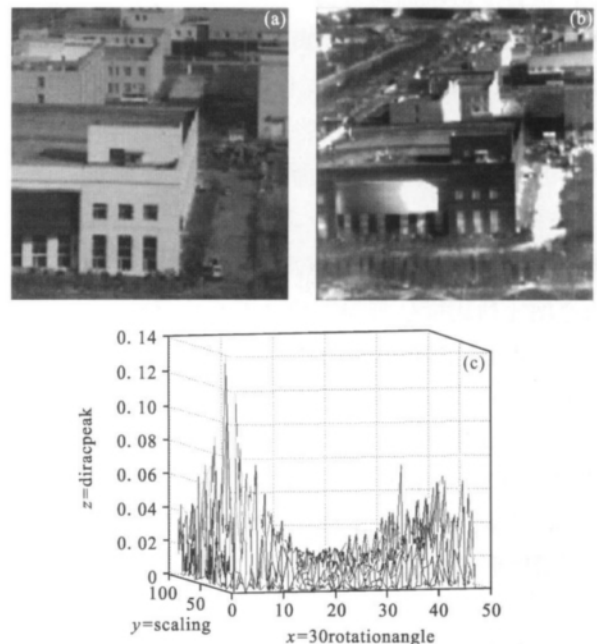 (a)
(b)
(c)
0. 14
0. 12
0. 10
0. 08
0. 06
0. 04
0. 02
0
z=diracpeak
100
50
0
y=scaling
0 10 20 30 40 50
x=30rotationangle